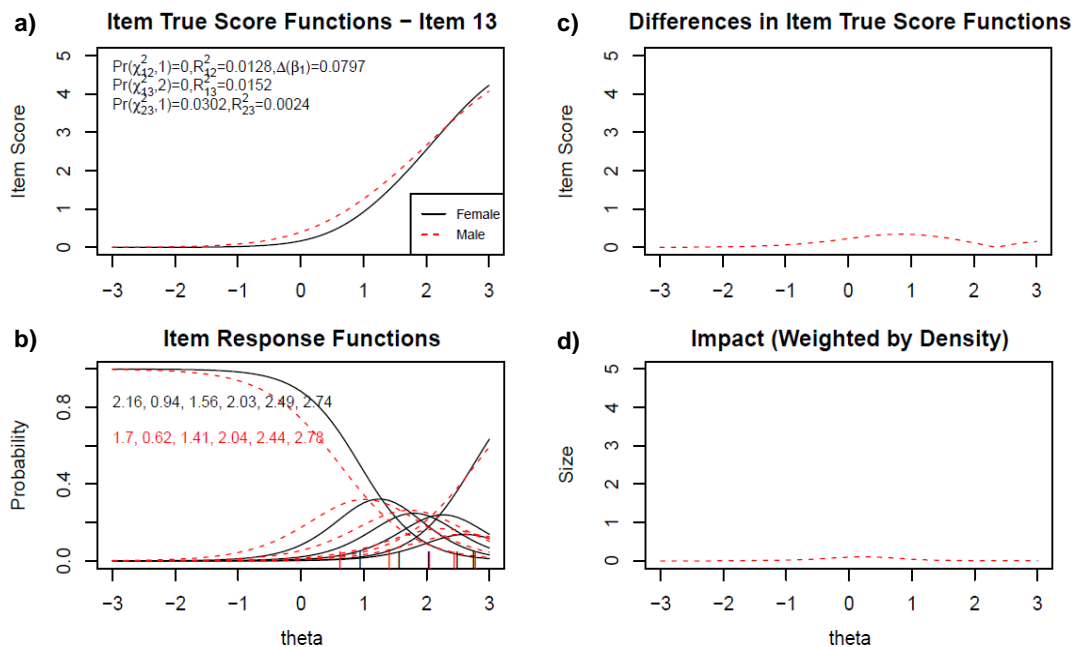 a) Item True Score Functions − Item 13
Item Score
5
4
3
2
1
0
Pr(χ²₁₂,1)=0,R²₁₂=0.0128,Δ(β₁)=0.0797
Pr(χ²₁₃,2)=0,R²₁₃=0.0152
Pr(χ²₂₃,1)=0.0302,R²₂₃=0.0024
Female
Male
−3 −2 −1 0 1 2 3
c) Differences in Item True Score Functions
Item Score
5
4
3
2
1
0
−3 −2 −1 0 1 2 3
b) Item Response Functions
Probability
0.8
0.4
0.0
2.16, 0.94, 1.56, 2.03, 2.49, 2.74
1.7, 0.62, 1.41, 2.04, 2.44, 2.78
−3 −2 −1 0 1 2 3
theta
d) Impact (Weighted by Density)
Size
5
4
3
2
1
0
−3 −2 −1 0 1 2 3
theta